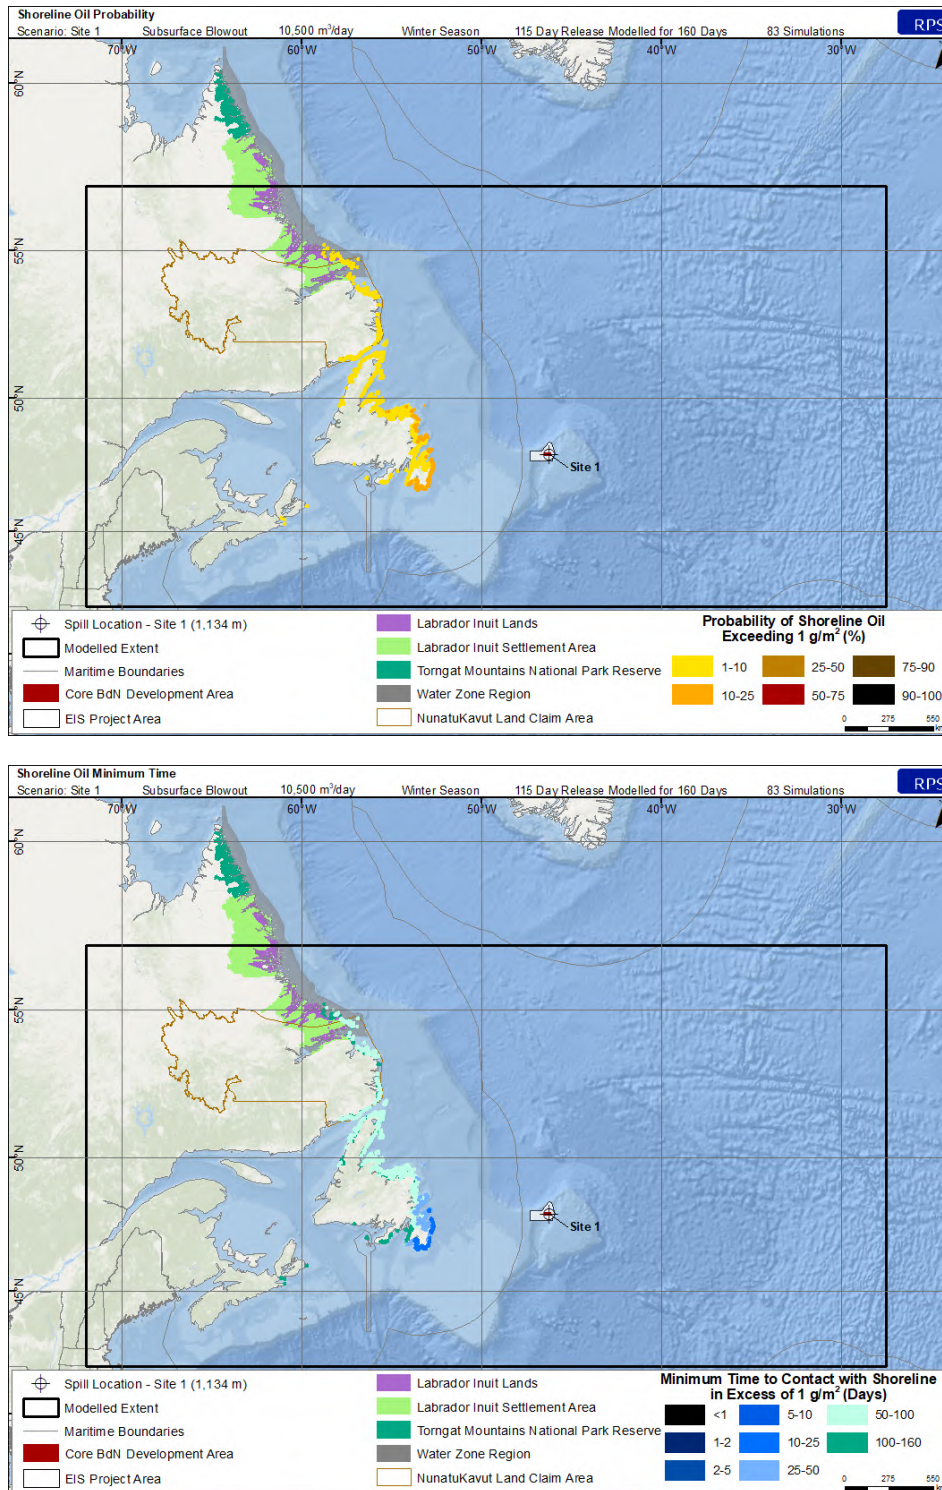 Shoreline Oil Probability
Scenario: Site 1 Subsurface Blowout 10,500 m³/day Winter Season 115 Day Release Modelled for 160 Days 83 Simulations
RPS
70°W 60°W 50°W 40°W 30°W
60°N
55°N
50°N
Site 1
45°N
Spill Location - Site 1 (1,134 m)
Modelled Extent
Maritime Boundaries
Core BdN Development Area
EIS Project Area
Labrador Inuit Lands
Labrador Inuit Settlement Area
Torngat Mountains National Park Reserve
Water Zone Region
NunatuKavut Land Claim Area
Probability of Shoreline Oil
Exceeding 1 g/m² (%)
1-10 25-50 75-90
10-25 50-75 90-100
0 275 550
Shoreline Oil Minimum Time
Scenario: Site 1 Subsurface Blowout 10,500 m³/day Winter Season 115 Day Release Modelled for 160 Days 83 Simulations
RPS
70°W 60°W 50°W 40°W 30°W
60°N
55°N
50°N
Site 1
45°N
Spill Location - Site 1 (1,134 m)
Modelled Extent
Maritime Boundaries
Core BdN Development Area
EIS Project Area
Labrador Inuit Lands
Labrador Inuit Settlement Area
Torngat Mountains National Park Reserve
Water Zone Region
NunatuKavut Land Claim Area
Minimum Time to Contact with Shoreline
in Excess of 1 g/m² (Days)
<1 5-10 50-100
1-2 10-25 100-160
2-5 25-50
0 275 550